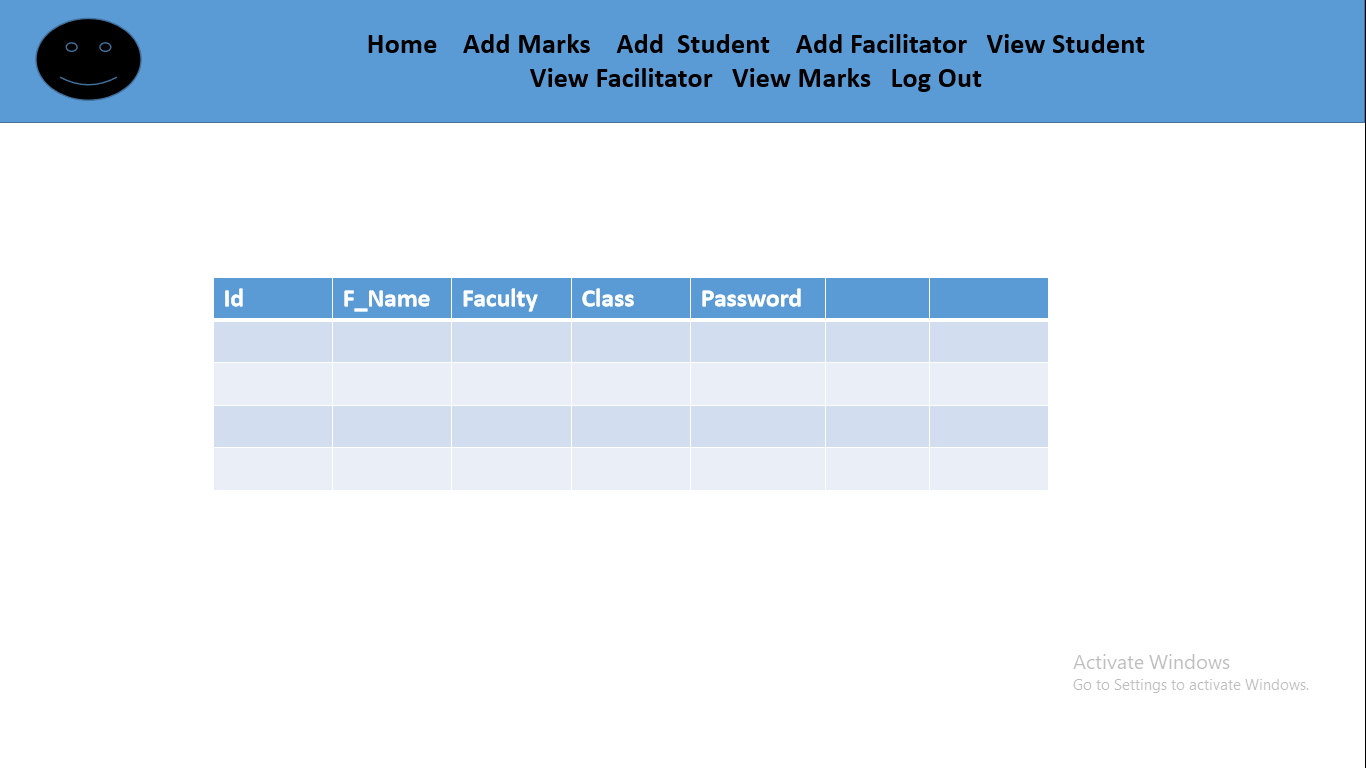 Home Add Marks Add Student Add Facilitator View Student
View Facilitator View Marks Log Out
Id F_Name Faculty Class Password
Activate Windows
Go to Settings to activate Windows.